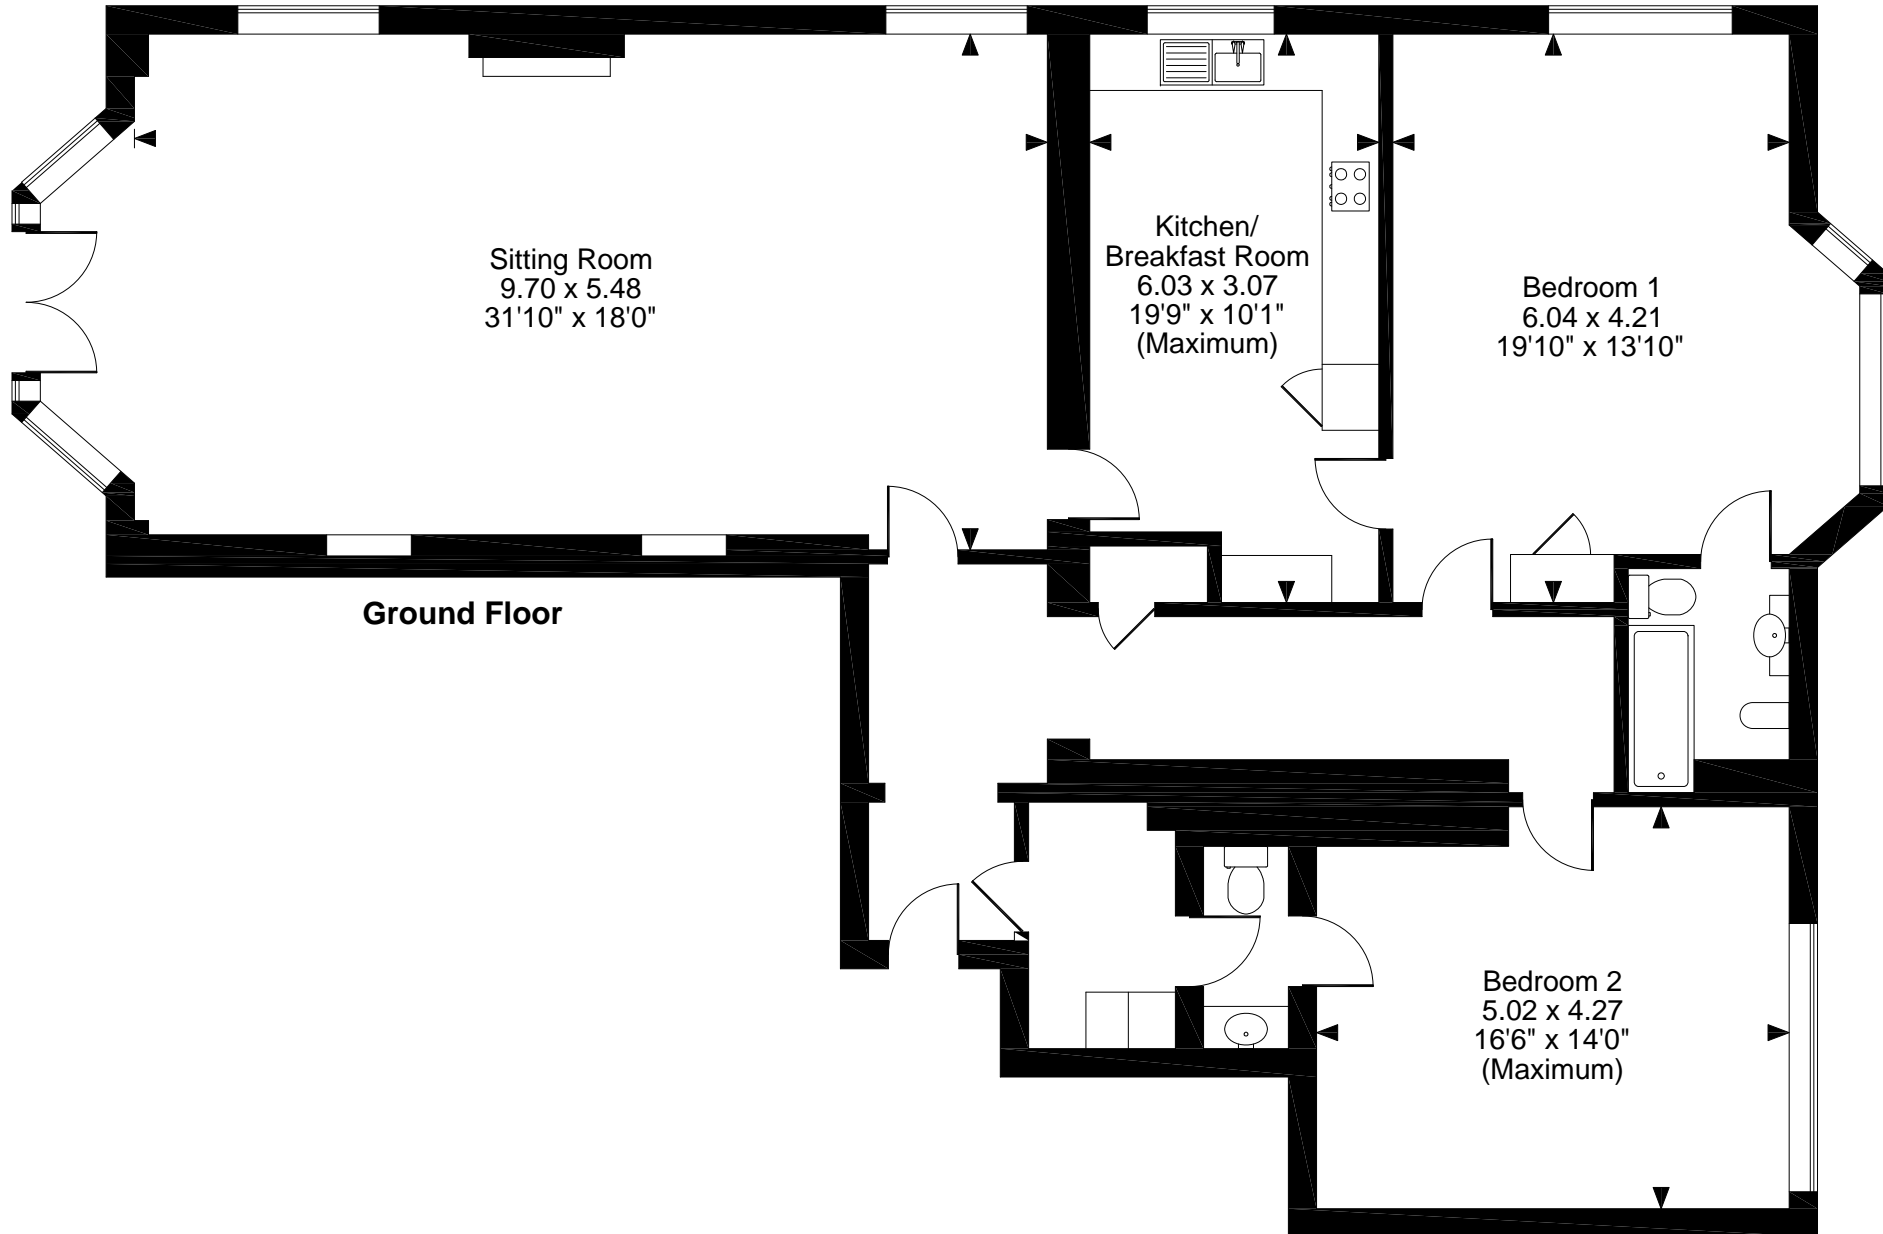 Sitting Room
9.70 x 5.48
31'10" x 18'0"
Kitchen/
Breakfast Room
6.03 x 3.07
19'9" x 10'1"
(Maximum)
Bedroom 1
6.04 x 4.21
19'10" x 13'10"
Ground Floor
Bedroom 2
5.02 x 4.27
16'6" x 14'0"
(Maximum)